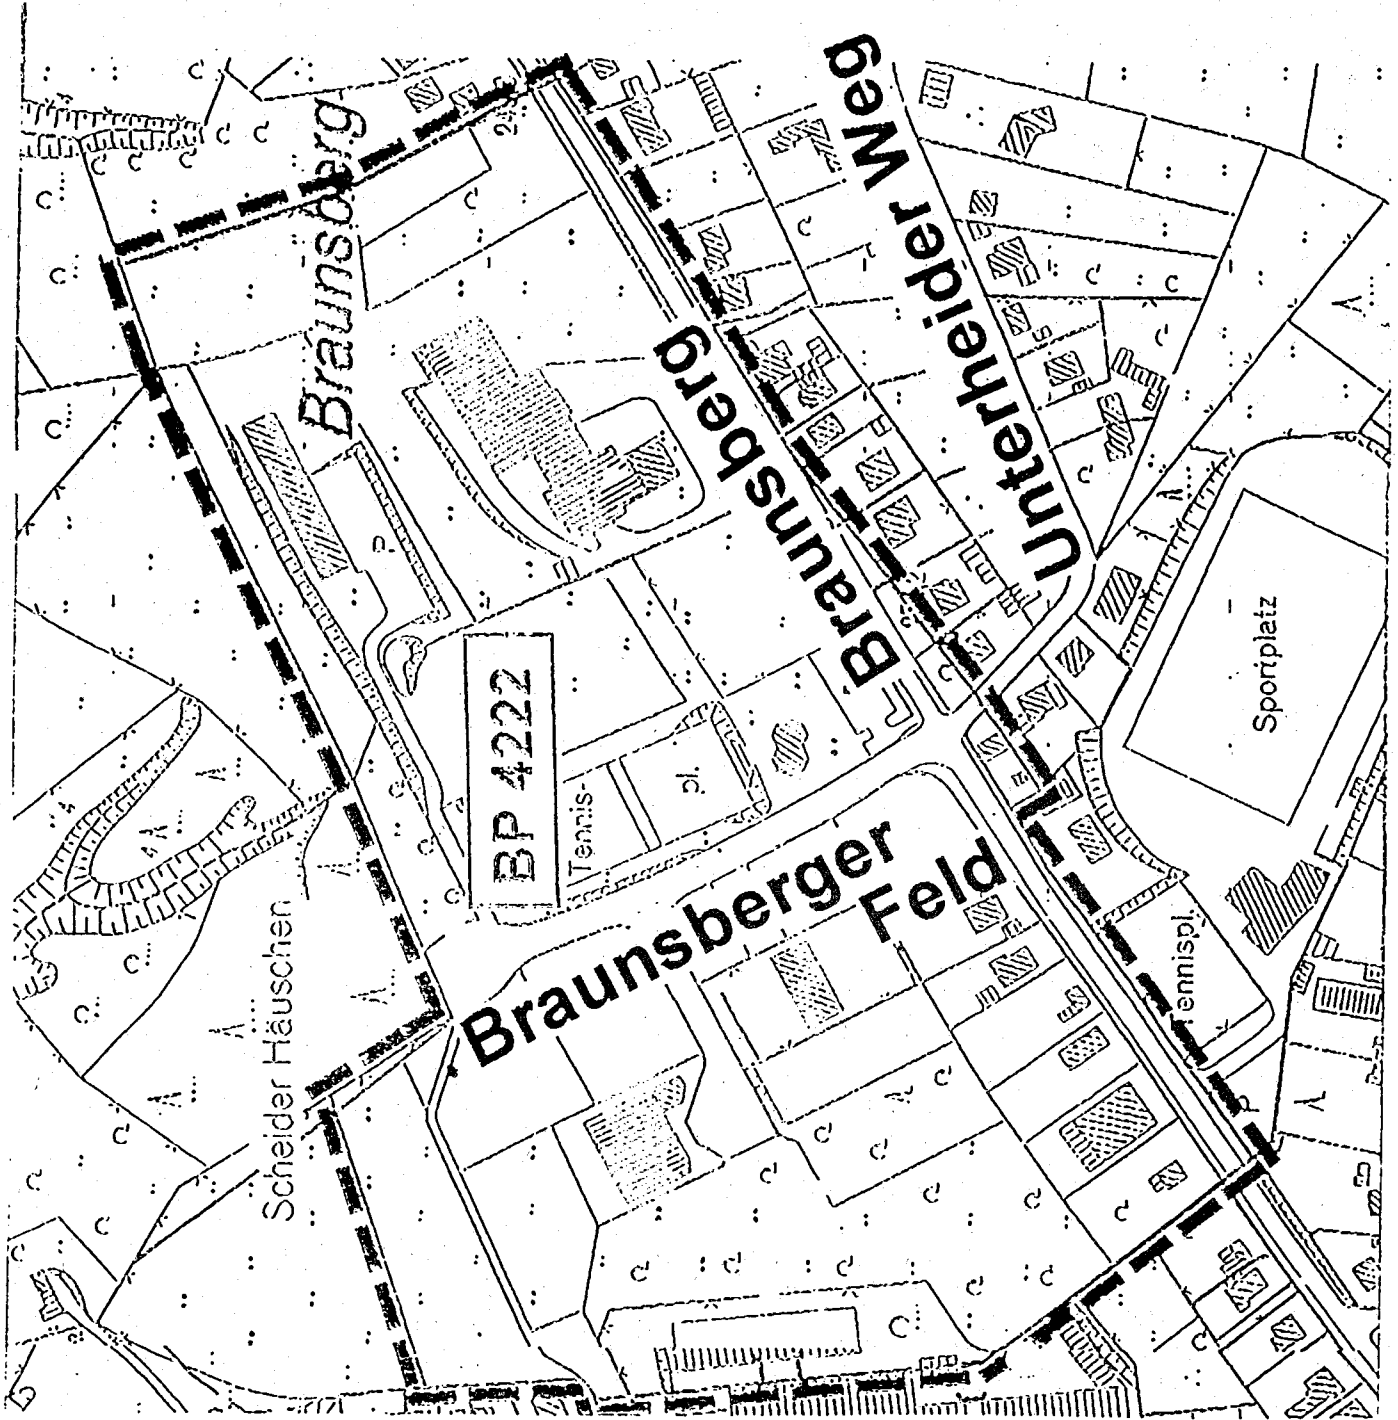 Braunsberg
Unterheider Weg
Braunsberg
BP 4222
Tennis-
pl.
Braunsberger
Feld
Scheider Häuschen
Sportplatz
Tennispl.